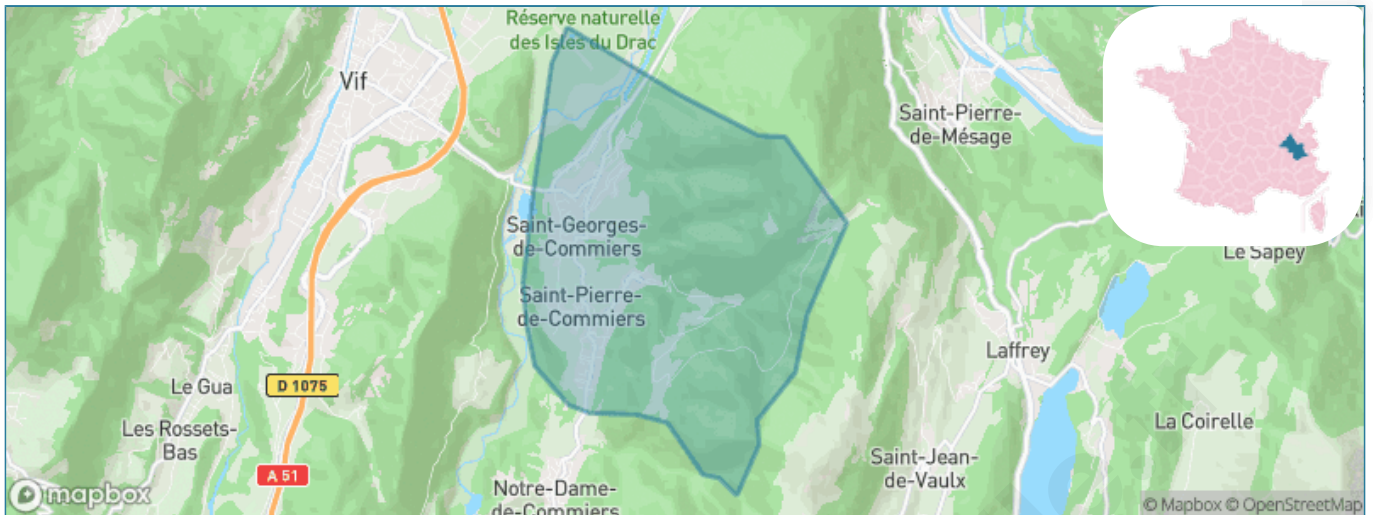 Réserve naturelle
des Isles du Drac
Vif
Saint-Pierre-
de-Mésage
Saint-Georges-
de-Commiers
Le Sapey
Saint-Pierre-
de-Commiers
Laffrey
Le Gua
D 1075
Les Rossets-
Bas
La Coirelle
A 51
Saint-Jean-
de-Vaulx
Notre-Dame-
de-Commiers
mapbox
© Mapbox © OpenStreetMap